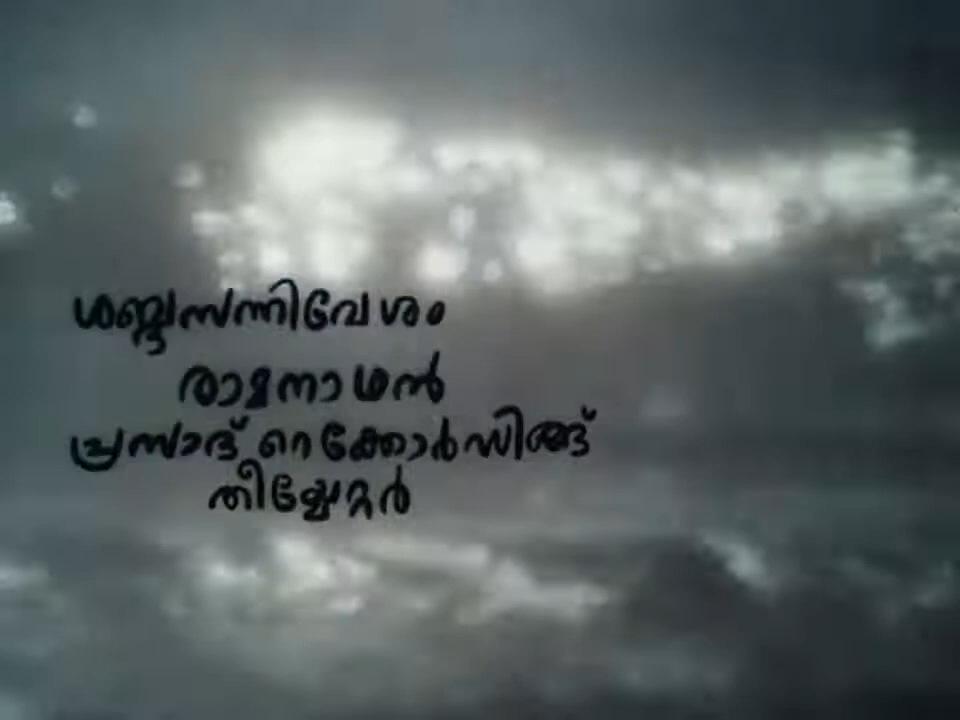 ശബ്ദസന്നിവേശം
രാമനാഥൻ
പ്രസാദ് റെക്കോർഡിങ്ങ്
തീയ്യേറ്റർ